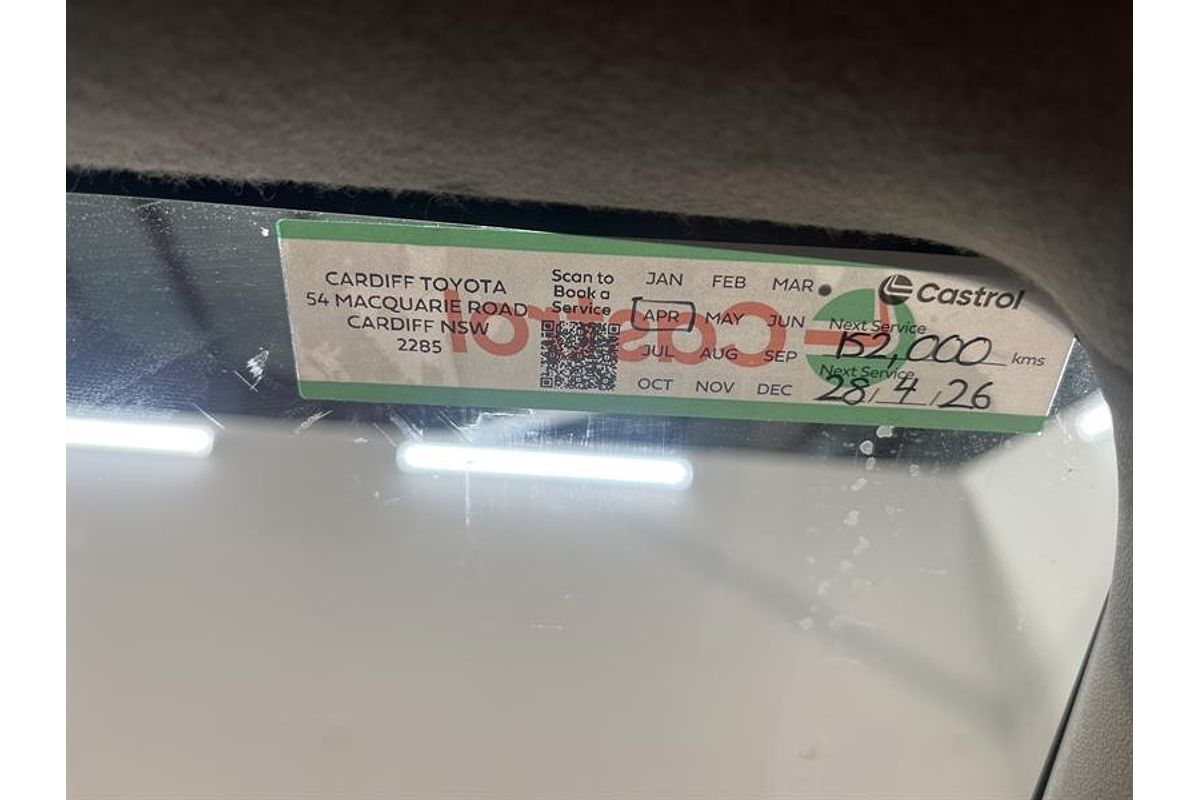 CARDIFF TOYOTA
54 MACQUARIE ROAD
CARDIFF NSW
2285
Scan to
Book a
Service
JAN FEB MAR
APR MAY JUN
JUL AUG SEP
OCT NOV DEC
Castrol
Next Service
152,000 kms
Next Service
28/4/26
Castrol